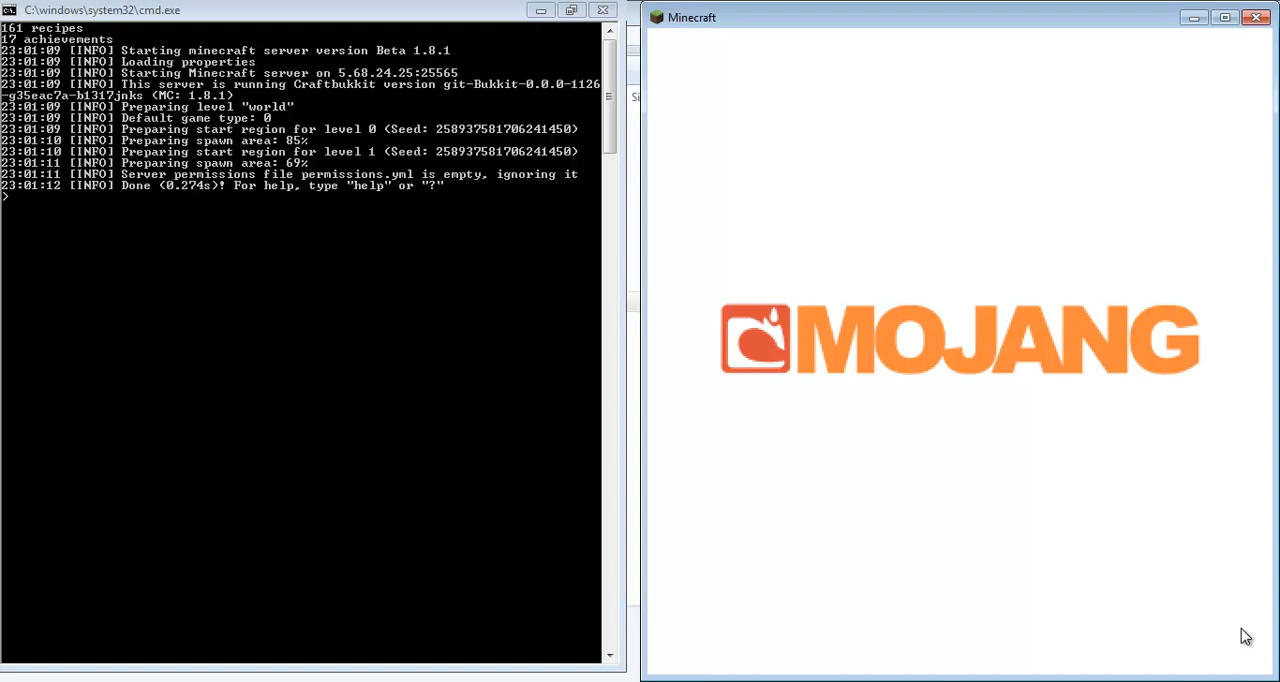 C:\windows\system32\cmd.exe
161 recipes
17 achievements
23:01:09 [INFO] Starting minecraft server version Beta 1.8.1
23:01:09 [INFO] Loading properties
23:01:09 [INFO] Starting Minecraft server on 5.68.24.25:25565
23:01:09 [INFO] This server is running Craftbukkit version git-Bukkit-0.0.0-1126
-g35eac7a-b1317jnks (MC: 1.8.1)
23:01:09 [INFO] Preparing level "world"
23:01:09 [INFO] Default game type: 0
23:01:09 [INFO] Preparing start region for level 0 (Seed: 258937581706241450)
23:01:10 [INFO] Preparing spawn area: 85%
23:01:10 [INFO] Preparing start region for level 1 (Seed: 258937581706241450)
23:01:11 [INFO] Preparing spawn area: 69%
23:01:11 [INFO] Server permissions file permissions.yml is empty, ignoring it
23:01:12 [INFO] Done (0.274s)! For help, type "help" or "?"
>
Si
Minecraft
MOJANG